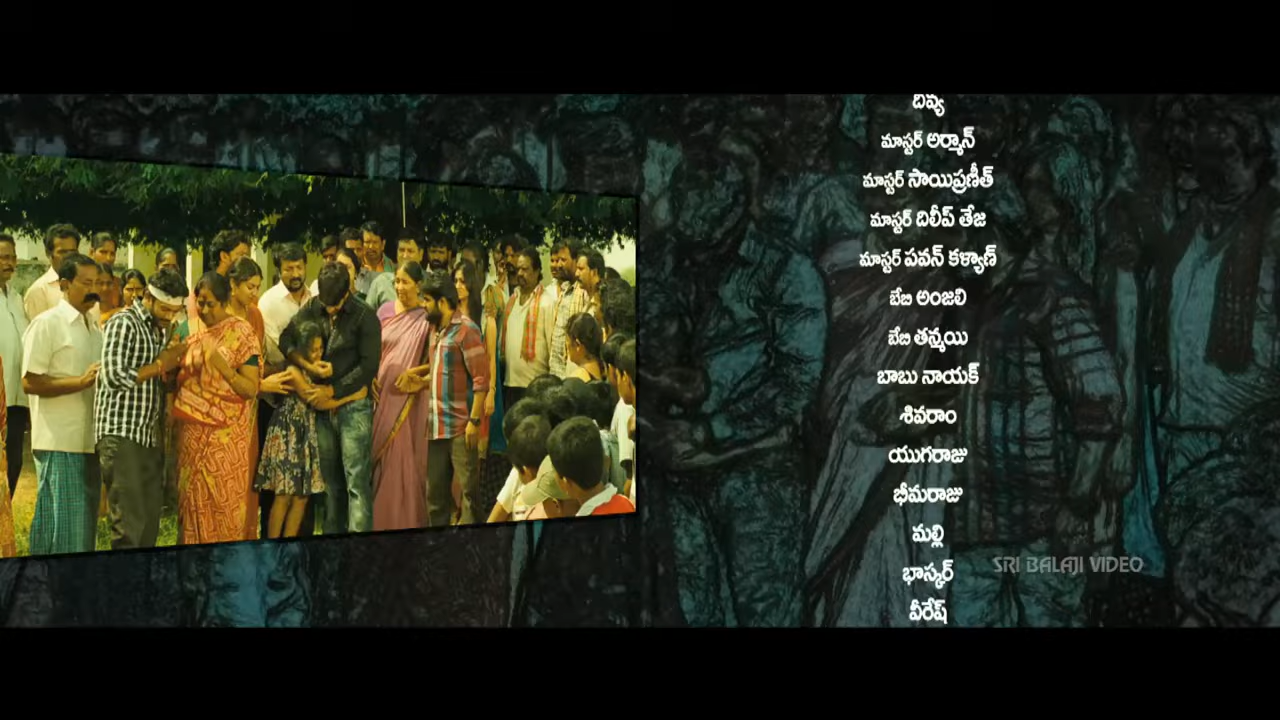 దివ్య
మాస్టర్ అర్మాన్
మాస్టర్ సాయిప్రణీత్
మాస్టర్ దిలీప్ తేజ
మాస్టర్ పవన్ కళ్యాణ్
బేబి అంజలి
బేబి తన్మయి
బాబు నాయక్
శివరాం
యుగరాజు
భీమరాజు
మల్లి
భాస్కర్
వీరేష్
SRI BALAJI VIDEO